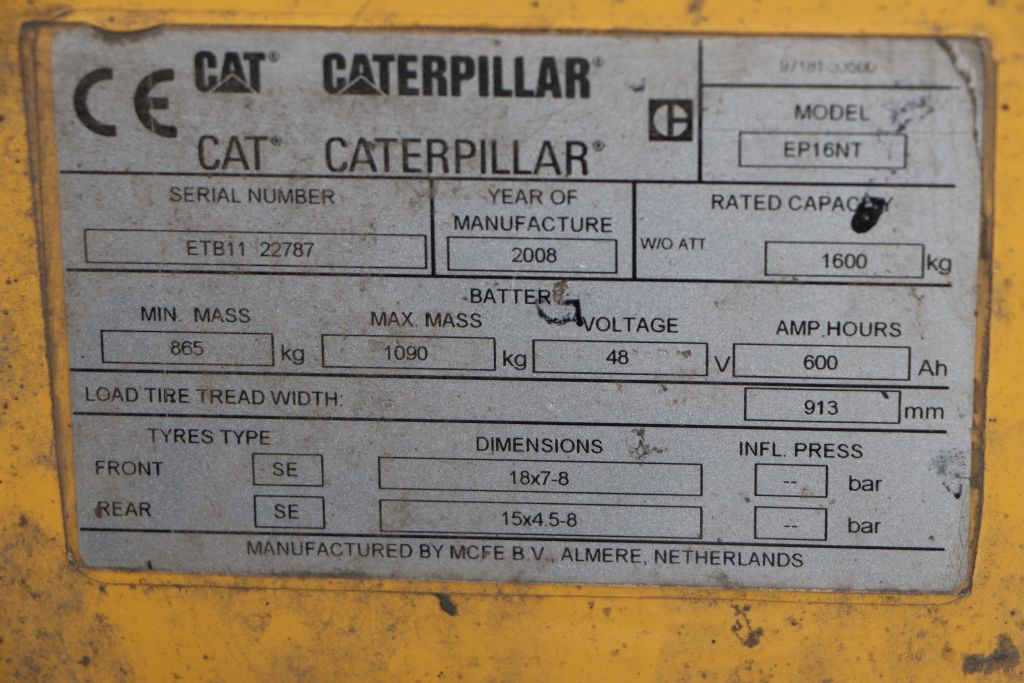 CE CAT® CATERPILLAR®
CAT® CATERPILLAR®
MODEL
EP16NT
SERIAL NUMBER
ETB11 22787
YEAR OF
MANUFACTURE
2008
RATED CAPACITY
W/O ATT 1600 kg
BATTERY
MIN. MASS MAX. MASS VOLTAGE AMP.HOURS
865 kg 1090 kg 48 V 600 Ah
LOAD TIRE TREAD WIDTH: 913 mm
TYRES TYPE DIMENSIONS INFL. PRESS
FRONT SE 18x7-8 -- bar
REAR SE 15x4.5-8 -- bar
MANUFACTURED BY MCFE B.V., ALMERE, NETHERLANDS